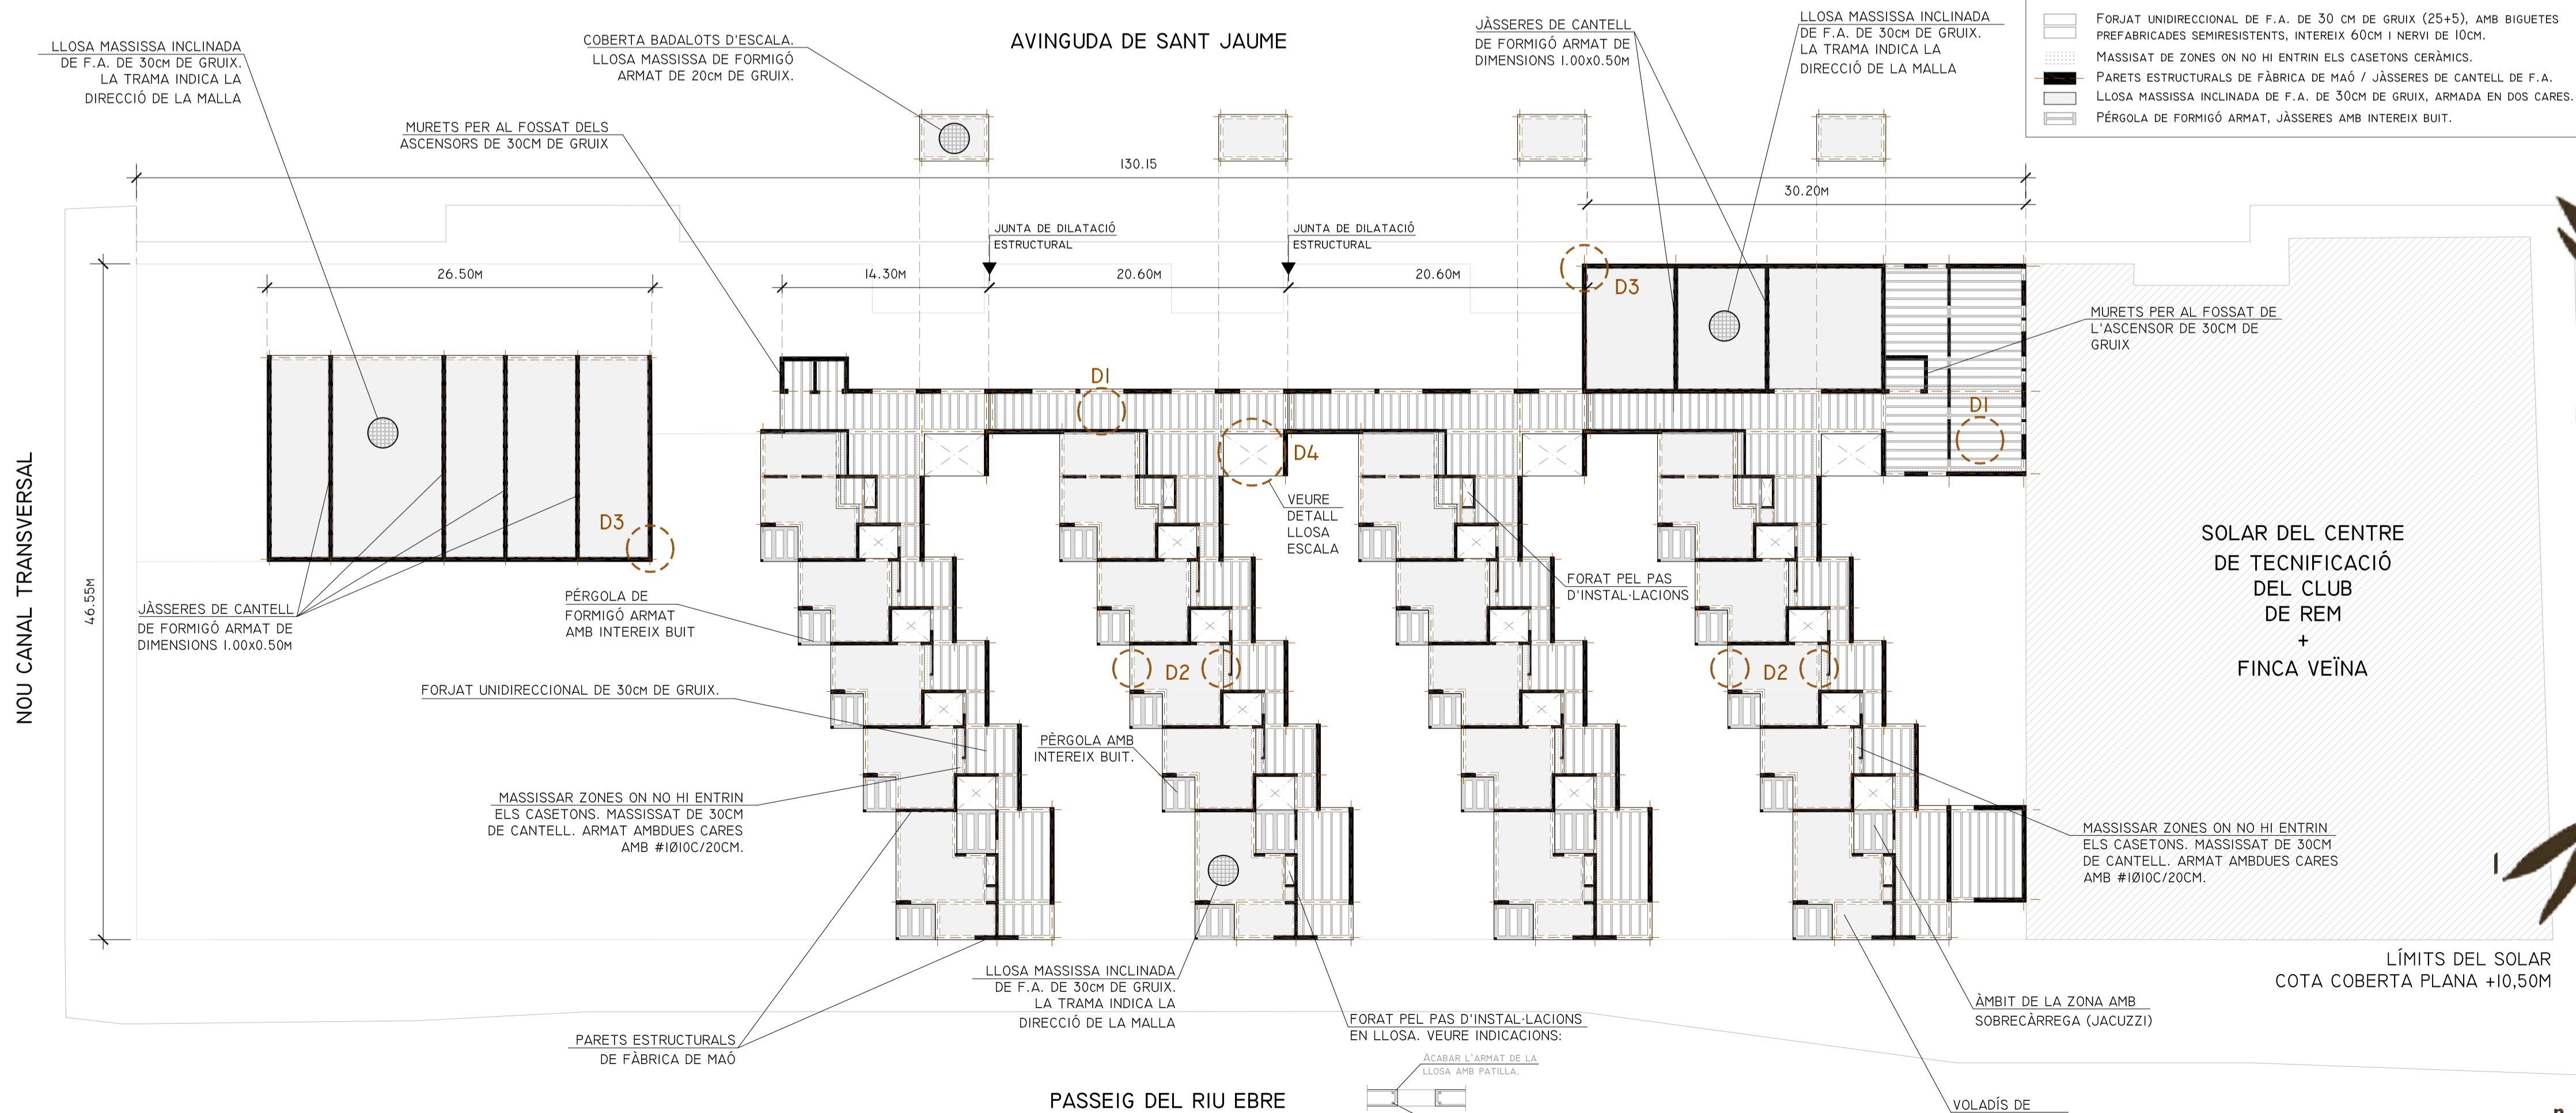 LLOSA MASSISSA INCLINADA
DE F.A. DE 30CM DE GRUIX.
LA TRAMA INDICA LA
DIRECCIÓ DE LA MALLA
COBERTA BADALOTS D'ESCALA.
LLOSA MASSISSA DE FORMIGÓ
ARMAT DE 20CM DE GRUIX.
AVINGUDA DE SANT JAUME
JÀSSERES DE CANTELL
DE FORMIGÓ ARMAT DE
DIMENSIONS 1.00X0.50M
LLOSA MASSISSA INCLINADA
DE F.A. DE 30CM DE GRUIX.
LA TRAMA INDICA LA
DIRECCIÓ DE LA MALLA
FORJAT UNIDIRECCIONAL DE F.A. DE 30 CM DE GRUIX (25+5), AMB BIGUETES
PREFABRICADES SEMIRESISTENTS, INTEREIX 60CM I NERVI DE 10CM.
MASSISAT DE ZONES ON NO HI ENTRIN ELS CASETONS CERÀMICS.
PARETS ESTRUCTURALS DE FÀBRICA DE MAÓ / JÀSSERES DE CANTELL DE F.A.
LLOSA MASSISSA INCLINADA DE F.A. DE 30CM DE GRUIX, ARMADA EN DOS CARES.
PÉRGOLA DE FORMIGÓ ARMAT, JÀSSERES AMB INTEREIX BUIT.
MURETS PER AL FOSSAT DELS
ASCENSORS DE 30CM DE GRUIX
130.15
30.20M
JUNTA DE DILATACIÓ
ESTRUCTURAL
JUNTA DE DILATACIÓ
ESTRUCTURAL
26.50M
14.30M
20.60M
20.60M
D3
MURETS PER AL FOSSAT DE
L'ASCENSOR DE 30CM DE
GRUIX
D1
D1
D4
VEURE
DETALL
LLOSA
ESCALA
D3
NOU CANAL TRANSVERSAL
46.55M
SOLAR DEL CENTRE
DE TECNIFICACIÓ
DEL CLUB
DE REM
+
FINCA VEÏNA
FORAT PEL PAS
D'INSTAL·LACIONS
JÀSSERES DE CANTELL
DE FORMIGÓ ARMAT DE
DIMENSIONS 1.00X0.50M
PÉRGOLA DE
FORMIGÓ ARMAT
AMB INTEREIX BUIT
D2
D2
FORJAT UNIDIRECCIONAL DE 30CM DE GRUIX.
PÈRGOLA AMB
INTEREIX BUIT.
MASSISSAR ZONES ON NO HI ENTRIN
ELS CASETONS. MASSISSAT DE 30CM
DE CANTELL. ARMAT AMBDUES CARES
AMB #1Ø10C/20CM.
MASSISSAR ZONES ON NO HI ENTRIN
ELS CASETONS. MASSISSAT DE 30CM
DE CANTELL. ARMAT AMBDUES CARES
AMB #1Ø10C/20CM.
LÍMITS DEL SOLAR
COTA COBERTA PLANA +10,50M
LLOSA MASSISSA INCLINADA
DE F.A. DE 30CM DE GRUIX.
LA TRAMA INDICA LA
DIRECCIÓ DE LA MALLA
ÀMBIT DE LA ZONA AMB
SOBRECÀRREGA (JACUZZI)
FORAT PEL PAS D'INSTAL·LACIONS
EN LLOSA. VEURE INDICACIONS:
PARETS ESTRUCTURALS
DE FÀBRICA DE MAÓ
ACABAR L'ARMAT DE LA
LLOSA AMB PATILLA.
PASSEIG DEL RIU EBRE
VOLADÍS DE